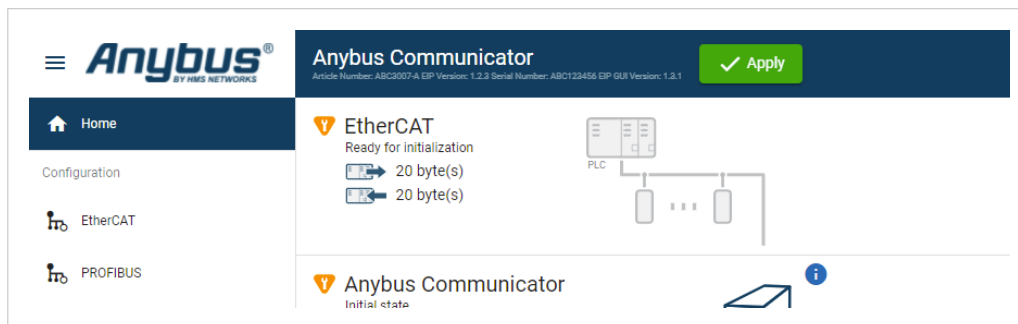 Anybus®
BY HMS NETWORKS
Anybus Communicator
Article Number: ABC3007-A EIP Version: 1.2.3 Serial Number: ABC123456 EIP GUI Version: 1.3.1
Apply
Home
Configuration
EtherCAT
PROFIBUS
EtherCAT
Ready for initialization
20 byte(s)
20 byte(s)
PLC
Anybus Communicator
Initial state